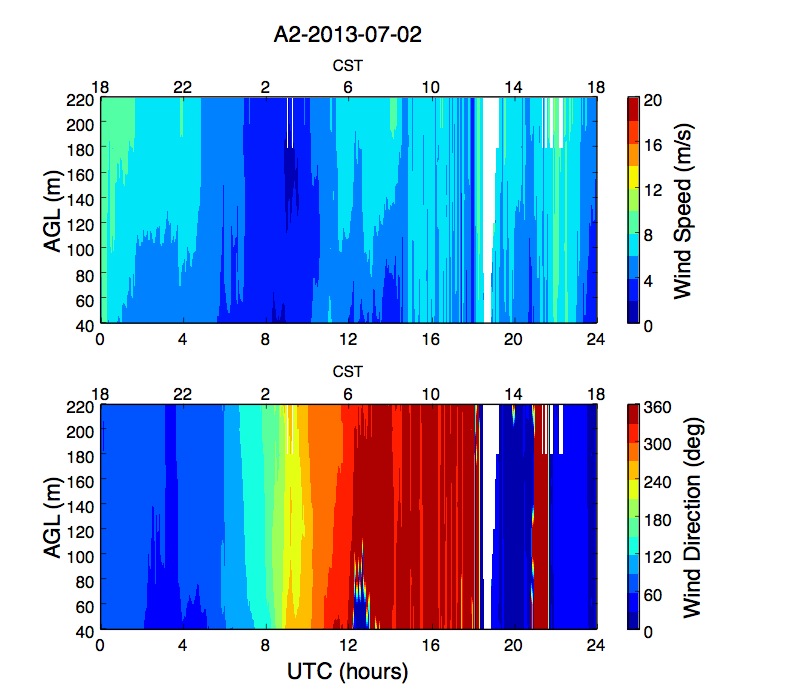 A2-2013-07-02
CST
18 22 2 6 10 14 18
220
200
180
160
140
120
100
80
60
40
AGL (m)
0 4 8 12 16 20 24
20
16
12
8
4
0
Wind Speed (m/s)
CST
18 22 2 6 10 14 18
220
200
180
160
140
120
100
80
60
40
AGL (m)
0 4 8 12 16 20 24
UTC (hours)
360
300
240
180
120
60
0
Wind Direction (deg)